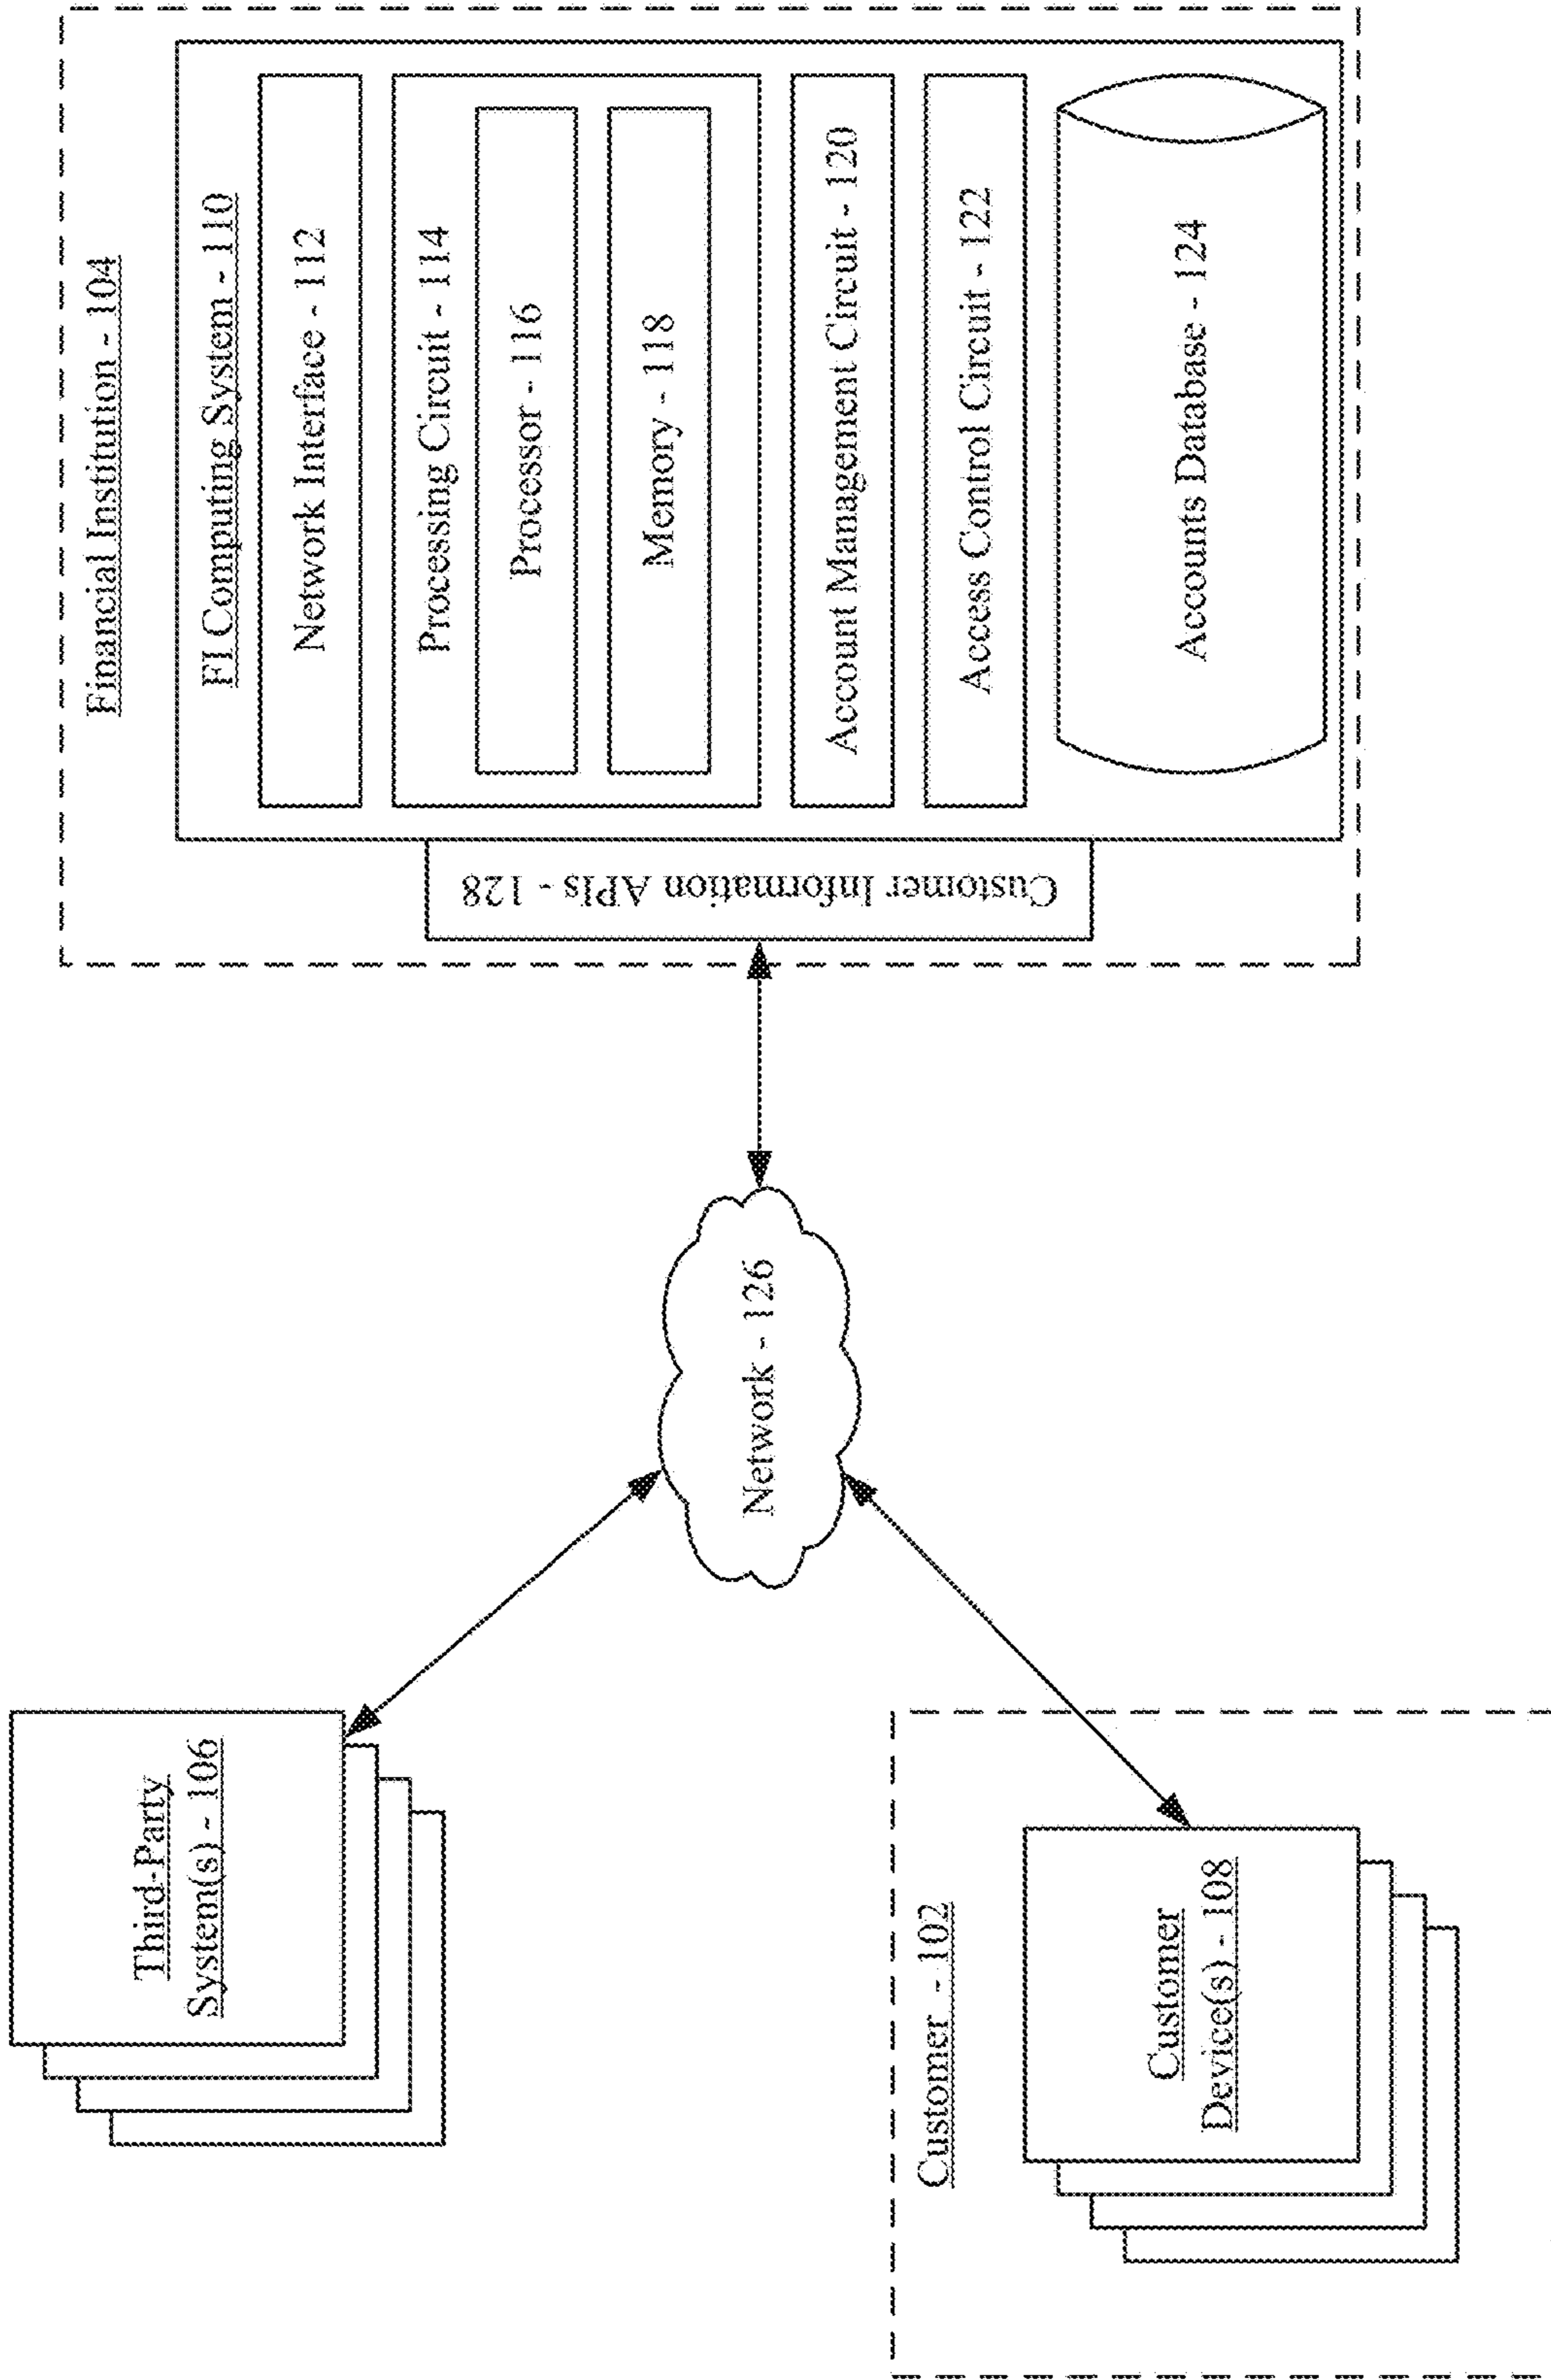 Third-Party
System(s) - 106
Customer - 102
Customer
Device(s) - 108
Network - 126
Financial Institution - 104
Customer Information APIs - 128
FI Computing System - 110
Network Interface - 112
Processing Circuit - 114
Processor - 116
Memory - 118
Account Management Circuit - 120
Access Control Circuit - 122
Accounts Database - 124